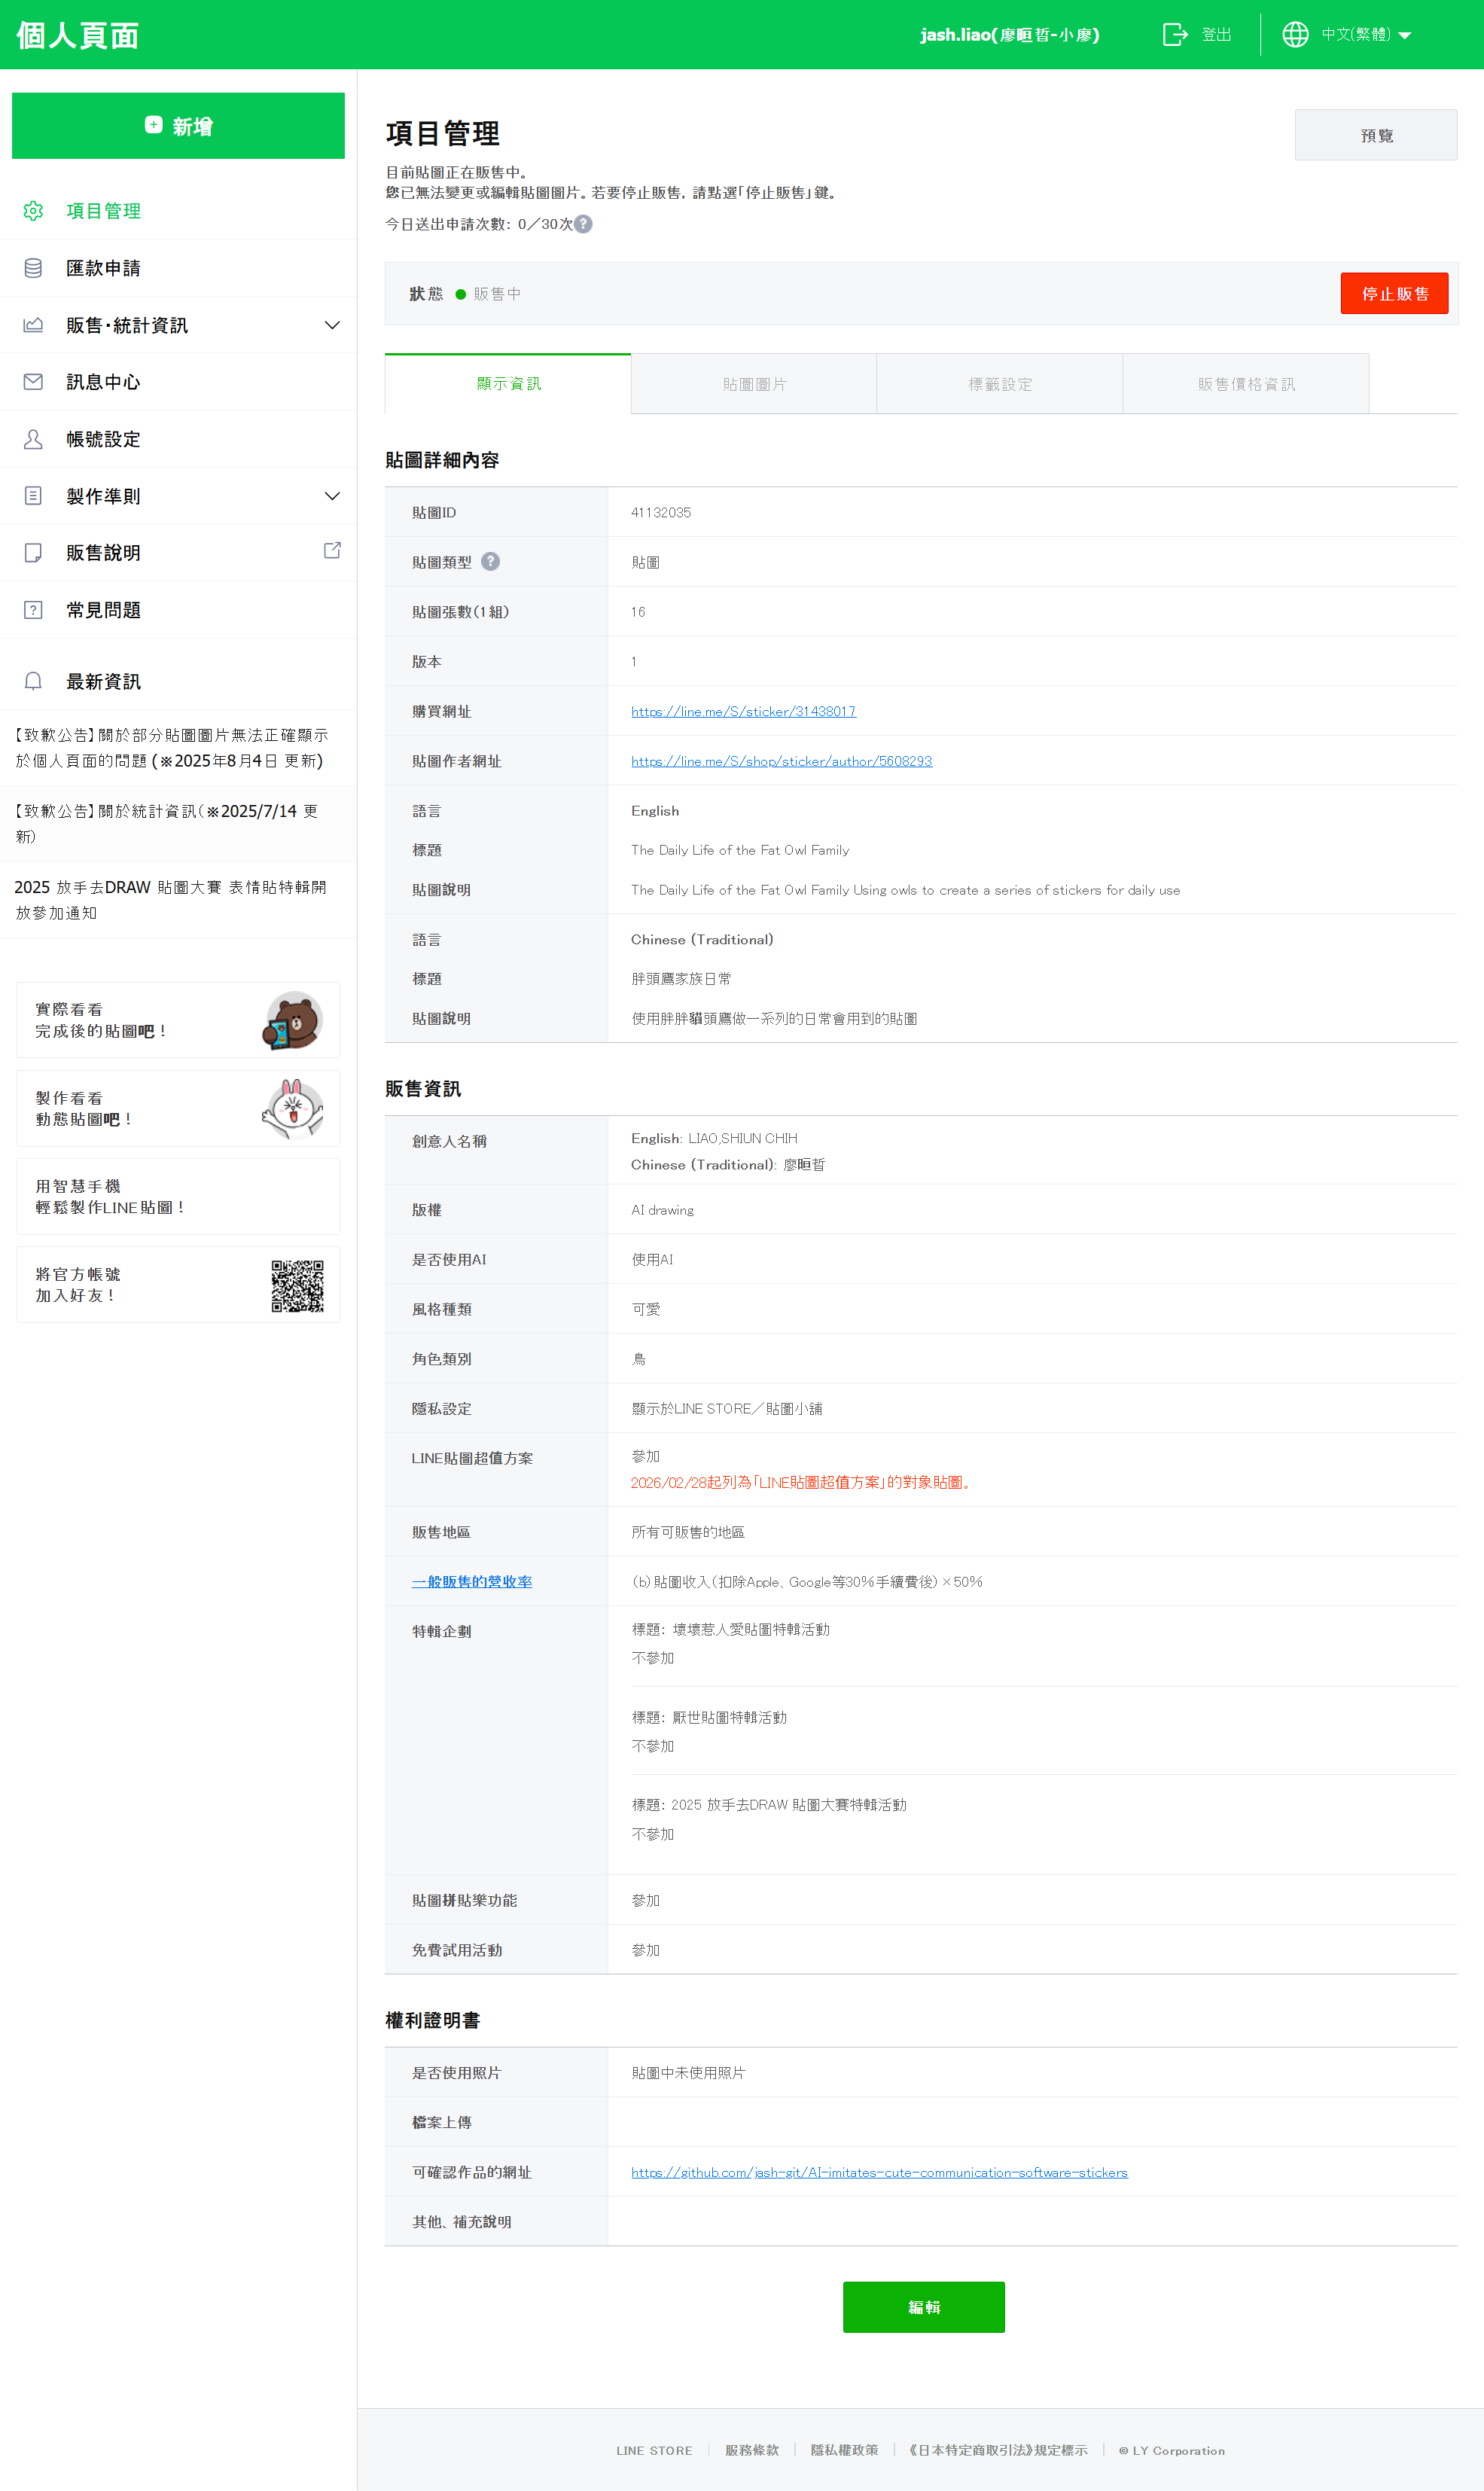 個人頁面
jash.liao(廖晅晢-小廖)
登出
中文(繁體)
新增
項目管理
匯款申請
販售・統計資訊
訊息中心
帳號設定
製作準則
販售說明
常見問題
最新資訊
【致歉公告】關於部分貼圖圖片無法正確顯示
於個人頁面的問題 (※2025年8月4日 更新)
【致歉公告】關於統計資訊(※2025/7/14 更
新)
2025 放手去DRAW 貼圖大賽 表情貼特輯開
放參加通知
實際看看
完成後的貼圖吧！
製作看看
動態貼圖吧！
用智慧手機
輕鬆製作LINE貼圖！
將官方帳號
加入好友！
項目管理
預覽
目前貼圖正在販售中。
您已無法變更或編輯貼圖圖片。若要停止販售，請點選「停止販售」鍵。
今日送出申請次數：0／30次
狀態 販售中
停止販售
顯示資訊
貼圖圖片
標籤設定
販售價格資訊
貼圖詳細內容
貼圖ID 41132035
貼圖類型 貼圖
貼圖張數(1組) 16
版本 1
購買網址 https://line.me/S/sticker/31438017
貼圖作者網址 https://line.me/S/shop/sticker/author/5608293
語言 English
標題 The Daily Life of the Fat Owl Family
貼圖說明 The Daily Life of the Fat Owl Family Using owls to create a series of stickers for daily use
語言 Chinese (Traditional)
標題 胖頭鷹家族日常
貼圖說明 使用胖胖貓頭鷹做一系列的日常會用到的貼圖
販售資訊
創意人名稱 English: LIAO,SHIUN CHIH
Chinese (Traditional): 廖晅晢
版權 AI drawing
是否使用AI 使用AI
風格種類 可愛
角色類別 鳥
隱私設定 顯示於LINE STORE／貼圖小舖
LINE貼圖超值方案 參加
2026/02/28起列為「LINE貼圖超值方案」的對象貼圖。
販售地區 所有可販售的地區
一般販售的營收率 (b) 貼圖收入(扣除Apple、Google等30%手續費後)×50%
特輯企劃 標題：壞壞惹人愛貼圖特輯活動
不參加
標題：厭世貼圖特輯活動
不參加
標題：2025 放手去DRAW 貼圖大賽特輯活動
不參加
貼圖拼貼樂功能 參加
免費試用活動 參加
權利證明書
是否使用照片 貼圖中未使用照片
檔案上傳
可確認作品的網址 https://github.com/jash-git/AI-imitates-cute-communication-software-stickers
其他、補充說明
編輯
LINE STORE
服務條款
隱私權政策
《日本特定商取引法》規定標示
© LY Corporation